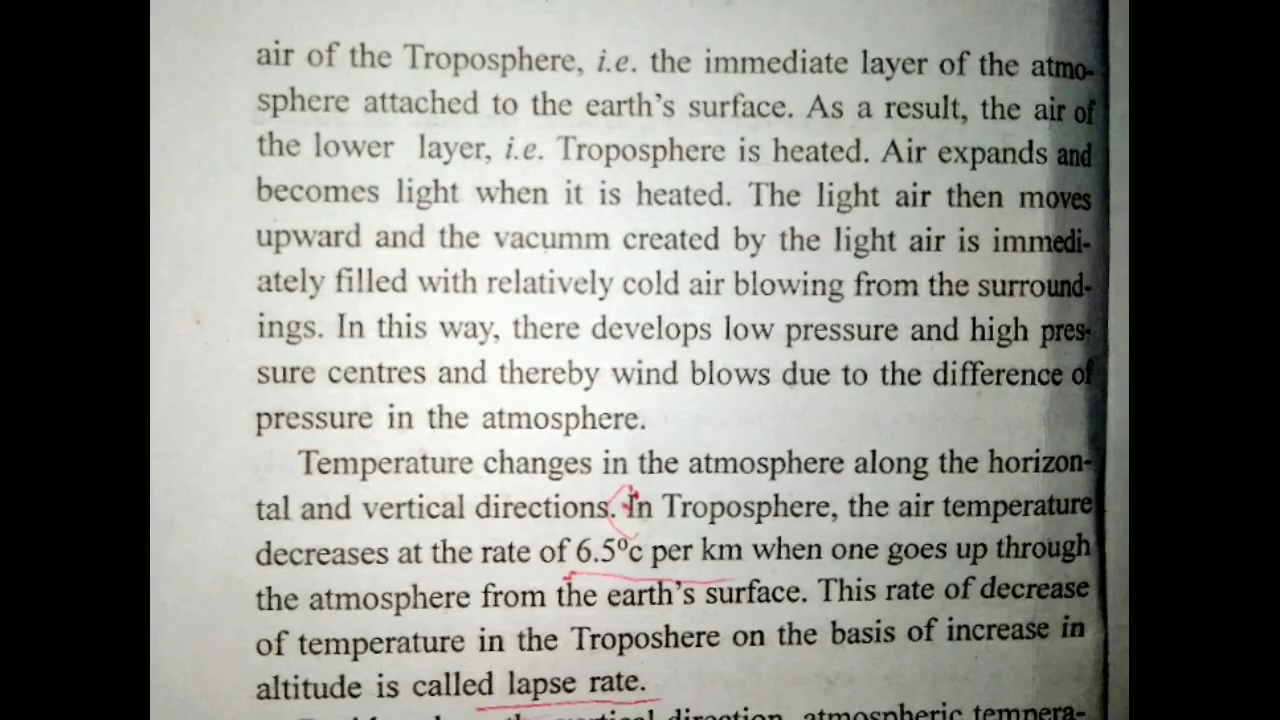 air of the Troposphere, i.e. the immediate layer of the atmo-
sphere attached to the earth's surface. As a result, the air of
the lower layer, i.e. Troposphere is heated. Air expands and
becomes light when it is heated. The light air then moves
upward and the vacumm created by the light air is immedi-
ately filled with relatively cold air blowing from the surround-
ings. In this way, there develops low pressure and high pres-
sure centres and thereby wind blows due to the difference of
pressure in the atmosphere.
Temperature changes in the atmosphere along the horizon-
tal and vertical directions. In Troposphere, the air temperature
decreases at the rate of 6.5ºc per km when one goes up through
the atmosphere from the earth's surface. This rate of decrease
of temperature in the Troposhere on the basis of increase in
altitude is called lapse rate.
vertical direction, atmospheric tempera-